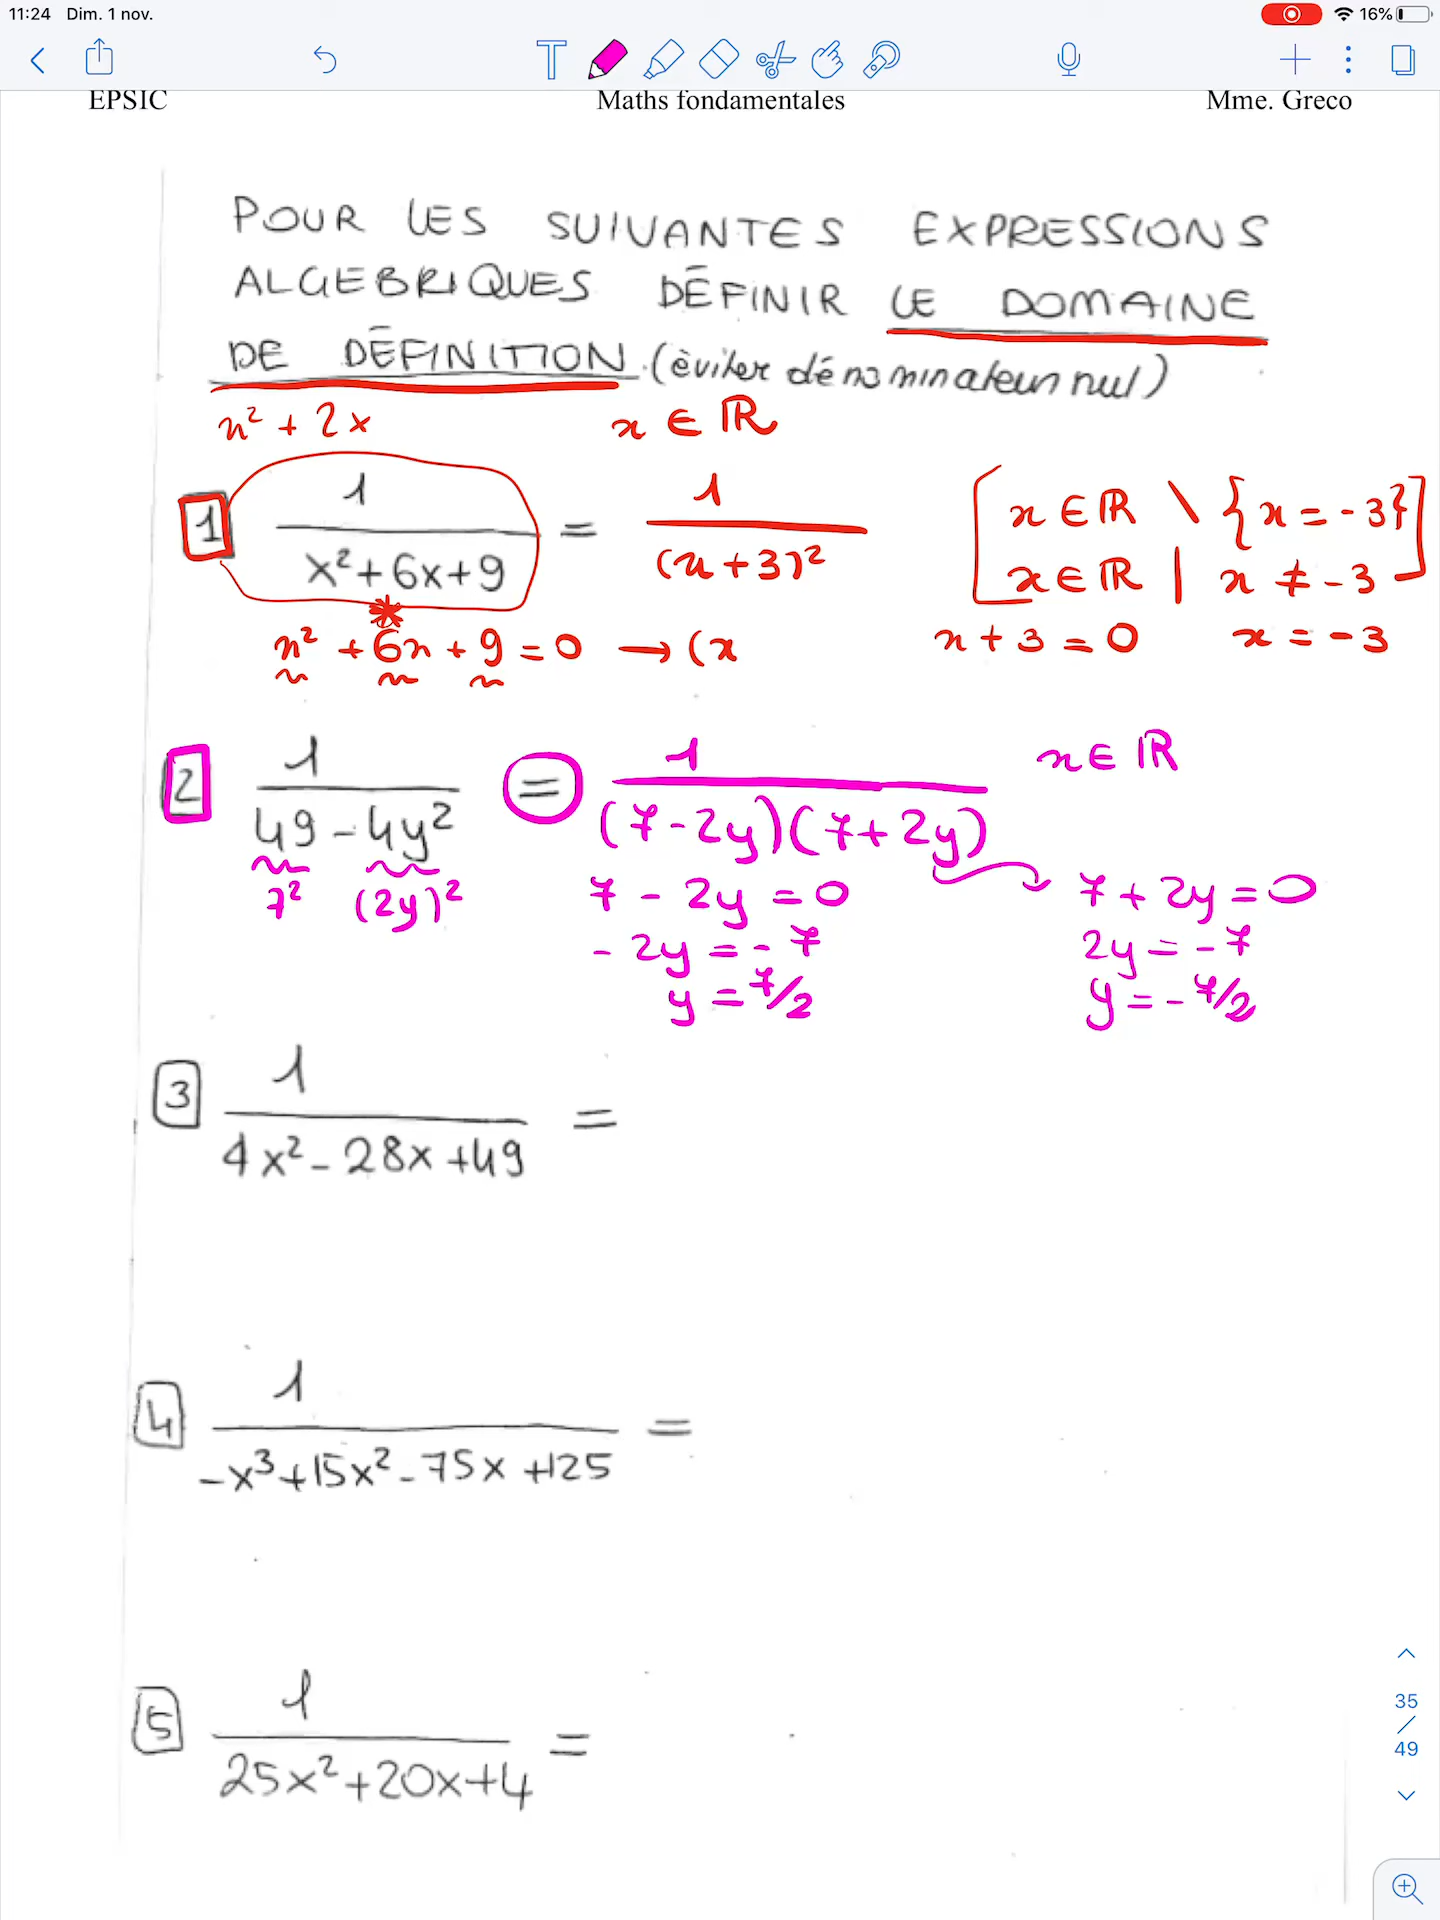 11:24 Dim. 1 nov. 16%
EPSIC Maths fondamentales Mme. Greco
POUR LES SUIVANTES EXPRESSIONS
ALGEBRIQUES DÉFINIR LE DOMAINE
DE DÉFINITION. (èviter dénominateur nul)
x² + 2x x ∈ ℝ
1 1/(x²+6x+9) = 1/(x+3)² x ∈ ℝ \ {x = -3}
x ∈ ℝ | x ≠ -3
x² + 6x + 9 = 0 → (x x + 3 = 0 x = -3
2 1/(49-4y²) = 1/((7-2y)(7+2y)) x ∈ ℝ
7² (2y)² 7 - 2y = 0 7 + 2y = 0
-2y = -7 2y = -7
y = 7/2 y = -7/2
3 1/(4x²-28x+49) =
4 1/(-x³+15x²-75x+125) =
5 1/(25x²+20x+4) =
35
/
49